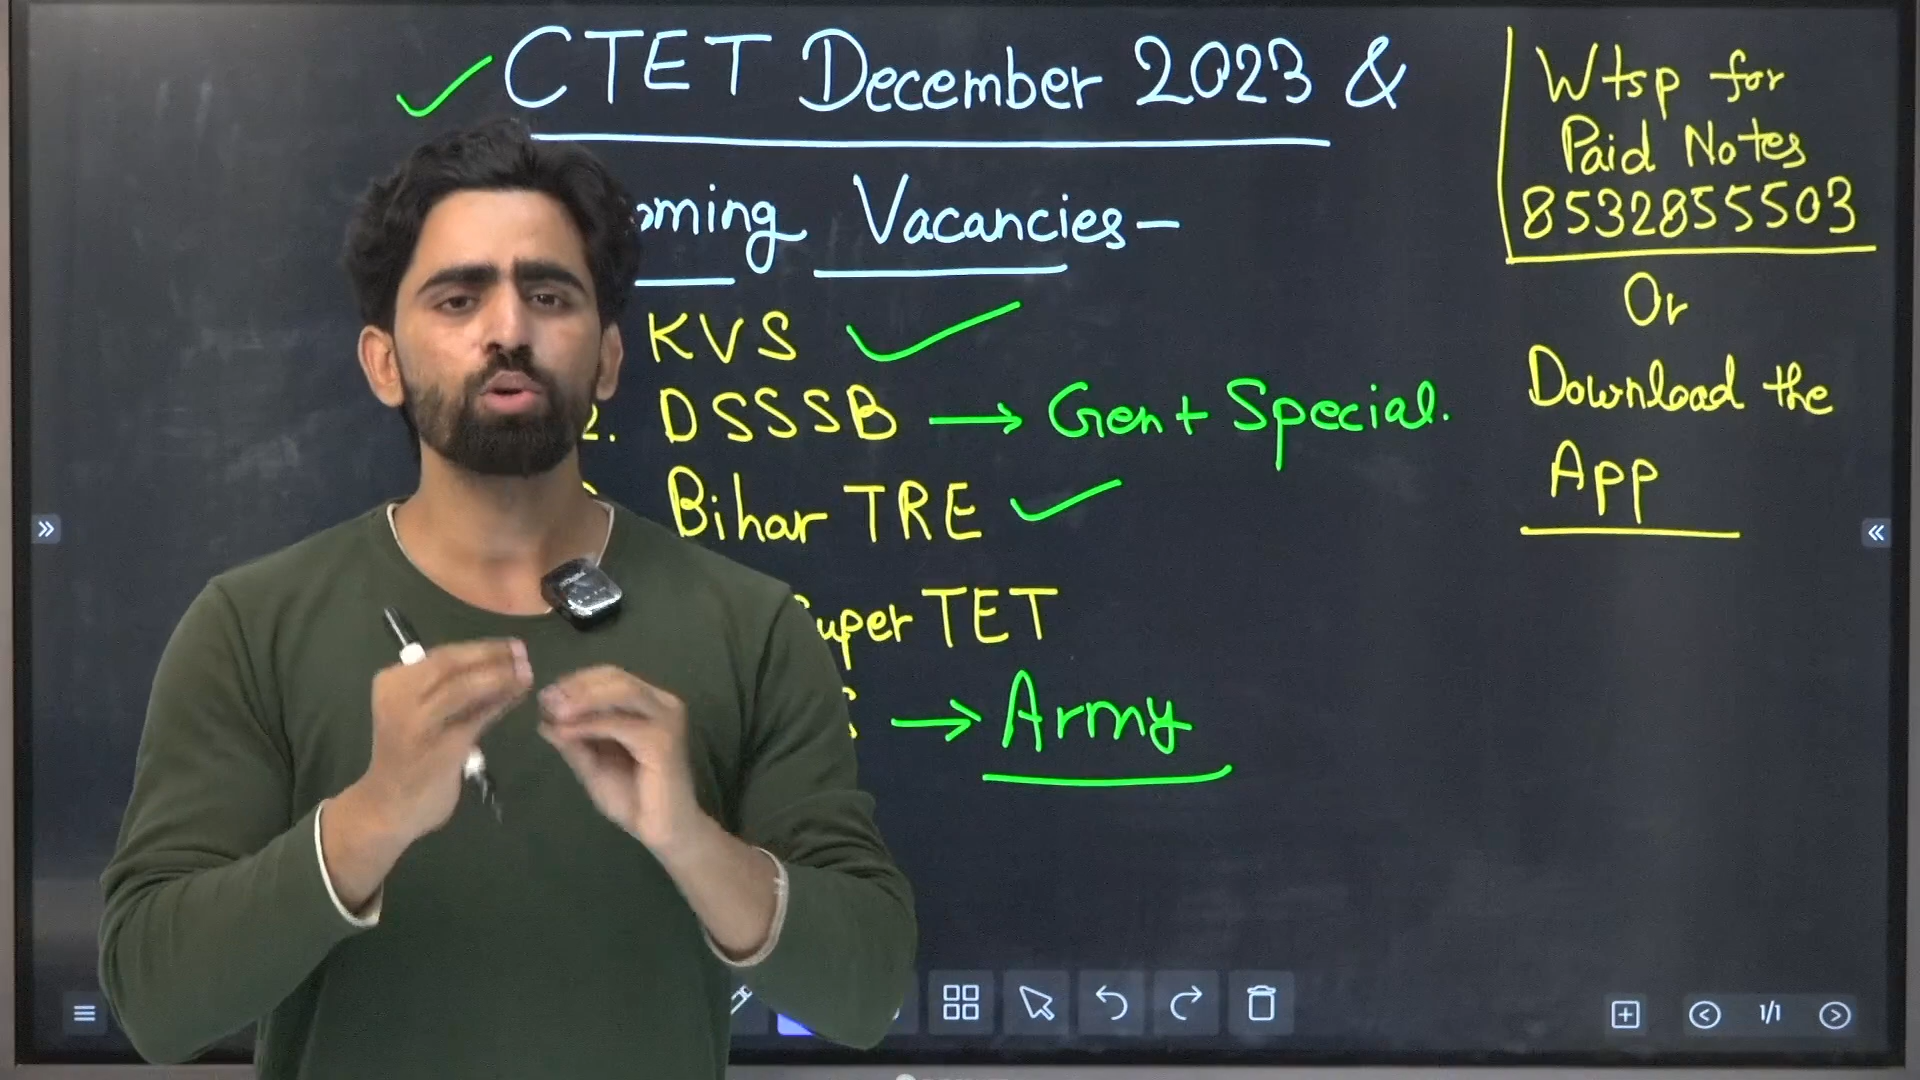 CTET December 2023 &
oming Vacancies-
KVS
2. DSSSB → Gen + Special.
Bihar TRE
Super TET
→ Army
Wtsp for
Paid Notes
8532855503
Or
Download the
App
1/1